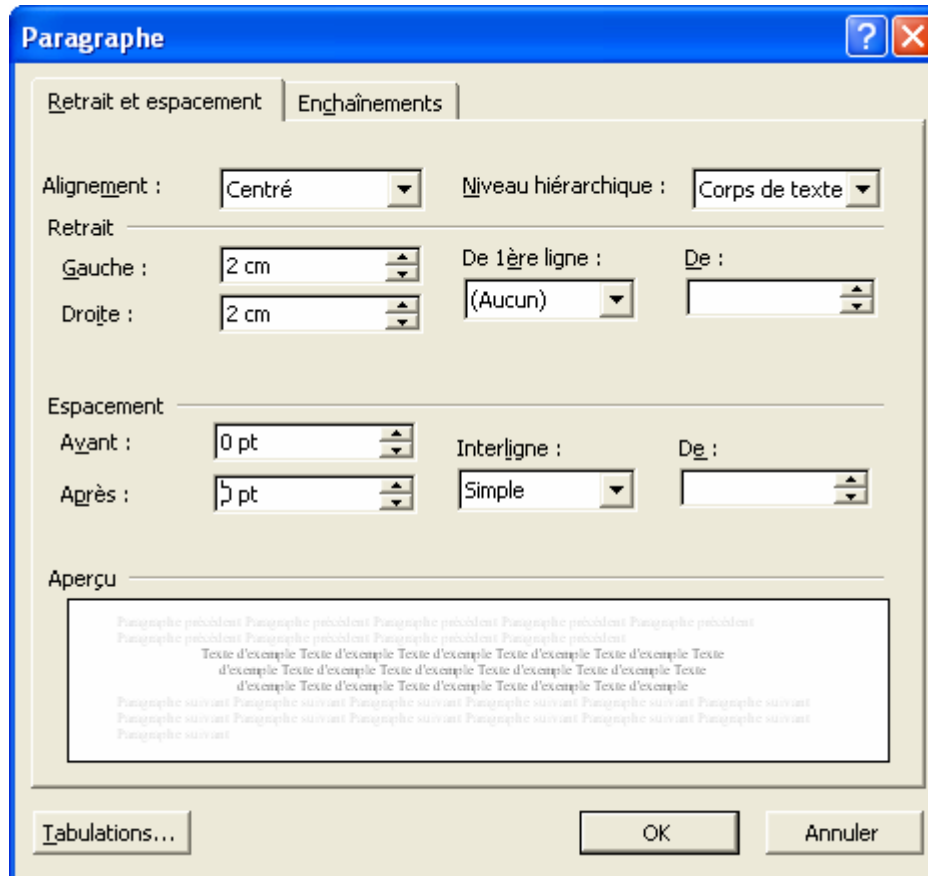 Paragraphe
Retrait et espacement Enchaînements
Alignement : Centré Niveau hiérarchique : Corps de texte
Retrait
Gauche : 2 cm De 1ère ligne : De :
Droite : 2 cm (Aucun)
Espacement
Avant : 0 pt Interligne : De :
Après : pt Simple
Aperçu
Paragraphe précédent Paragraphe précédent Paragraphe précédent Paragraphe précédent Paragraphe précédent
Paragraphe précédent Paragraphe précédent Paragraphe précédent Paragraphe précédent
Texte d'exemple Texte d'exemple Texte d'exemple Texte d'exemple Texte d'exemple Texte
d'exemple Texte d'exemple Texte d'exemple Texte d'exemple Texte d'exemple Texte
d'exemple Texte d'exemple Texte d'exemple Texte d'exemple Texte d'exemple
Paragraphe suivant Paragraphe suivant Paragraphe suivant Paragraphe suivant Paragraphe suivant Paragraphe suivant
Paragraphe suivant Paragraphe suivant Paragraphe suivant Paragraphe suivant Paragraphe suivant Paragraphe suivant
Paragraphe suivant
Tabulations... OK Annuler